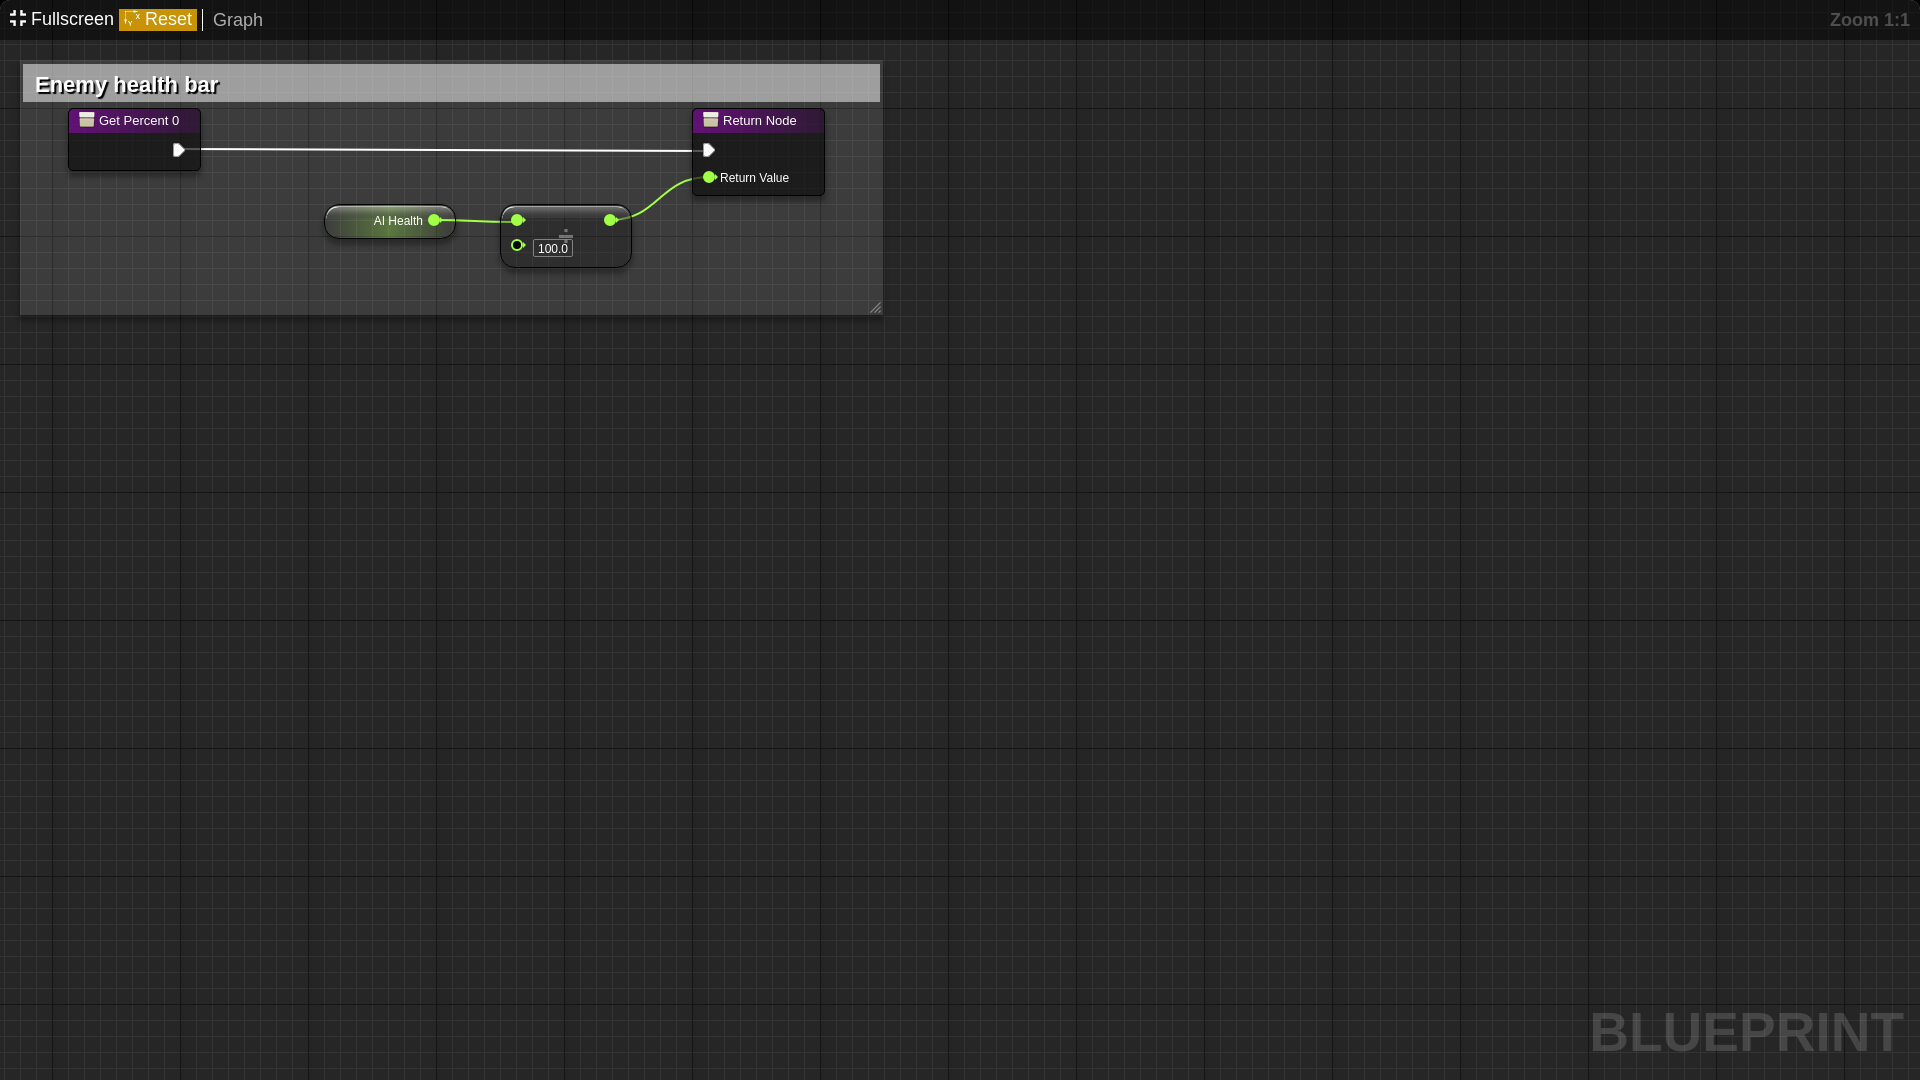 Fullscreen Reset Graph Zoom 1:1
Enemy health bar
Get Percent 0
Return Node
Return Value
AI Health
÷
100.0
BLUEPRINT